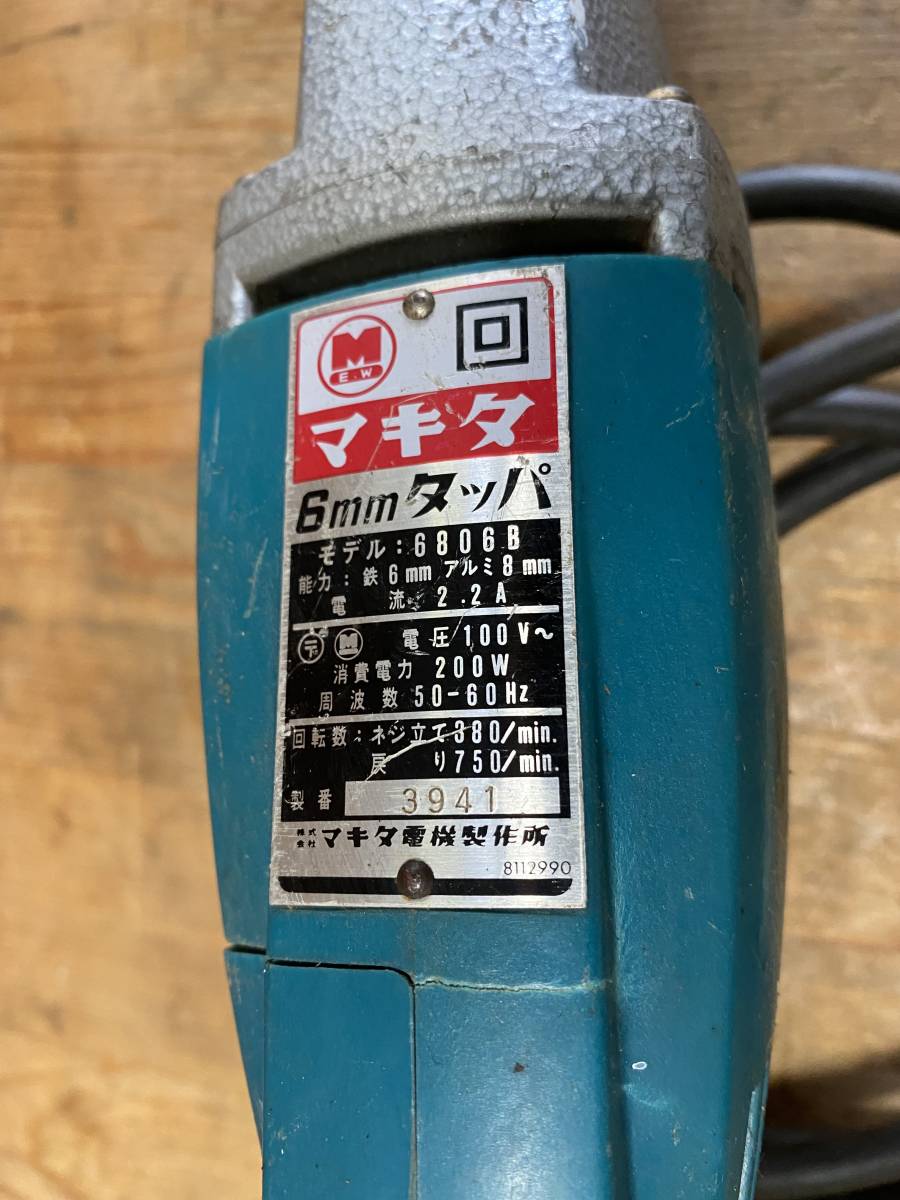 M
E.W
マキタ
6mmタッパ
モデル:6806B
能力:鉄6mm アルミ8mm
電 流 2.2A
M 電圧100V～
消費電力 200W
周波数 50-60Hz
回転数:ネジ立て380/min.
戻り750/min.
製番 3941
株式会社 マキタ電機製作所
8112990